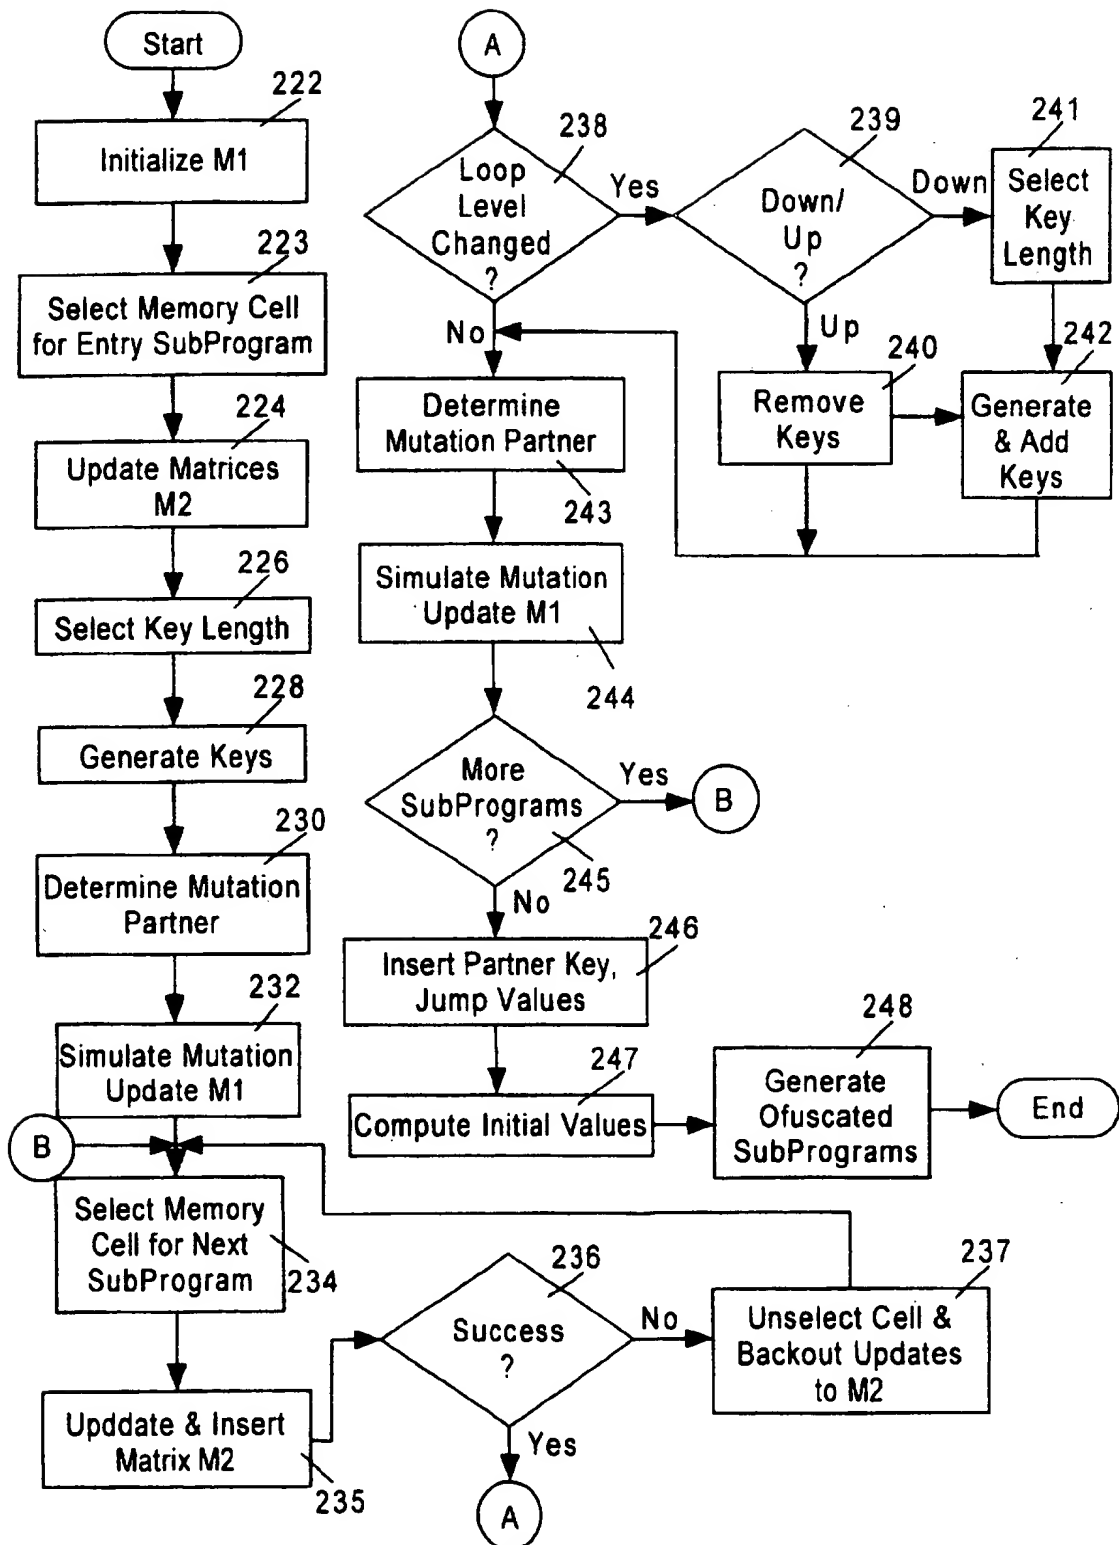 Start
222
Initialize M1
223
Select Memory Cell
for Entry SubProgram
224
Update Matrices
M2
226
Select Key Length
228
Generate Keys
230
Determine Mutation
Partner
232
Simulate Mutation
Update M1
B
Select Memory
Cell for Next
SubProgram
234
Upddate & Insert
Matrix M2
235
236
Success
?
No
Yes
A
237
Unselect Cell &
Backout Updates
to M2
A
238
Loop
Level
Changed
?
Yes
No
239
Down/
Up
?
Down
Up
241
Select
Key
Length
240
Remove
Keys
242
Generate
& Add
Keys
Determine
Mutation Partner
243
Simulate Mutation
Update M1
244
More
SubPrograms
?
245
Yes
B
No
246
Insert Partner Key,
Jump Values
247
Compute Initial Values
248
Generate
Ofuscated
SubPrograms
End